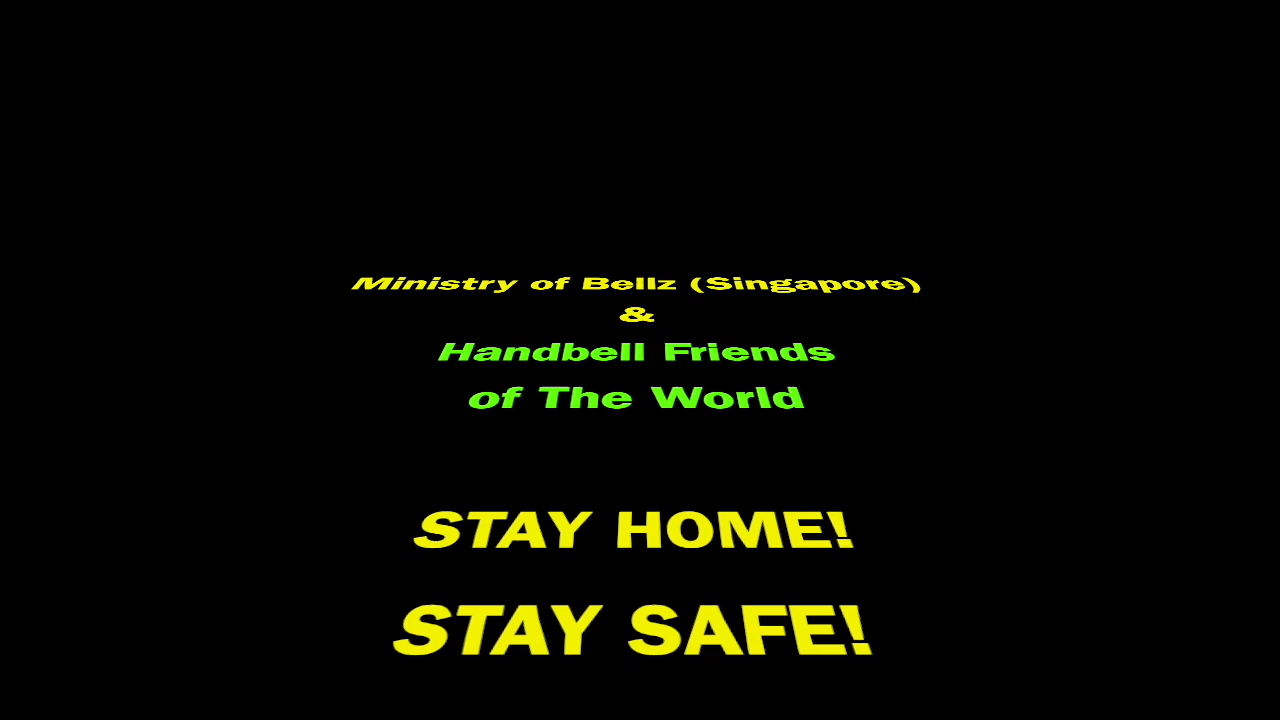 Ministry of Bellz (Singapore)
&
Handbell Friends
of The World
STAY HOME!
STAY SAFE!